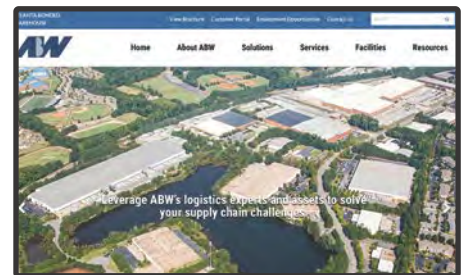 AREHOUSE
View Brochure Customer Portal Employment Opportunities Contact Us
ABW
Home About ABW Solutions Services Facilities Resources
Leverage ABW's logistics experts and assets to solve
your supply chain challenges.